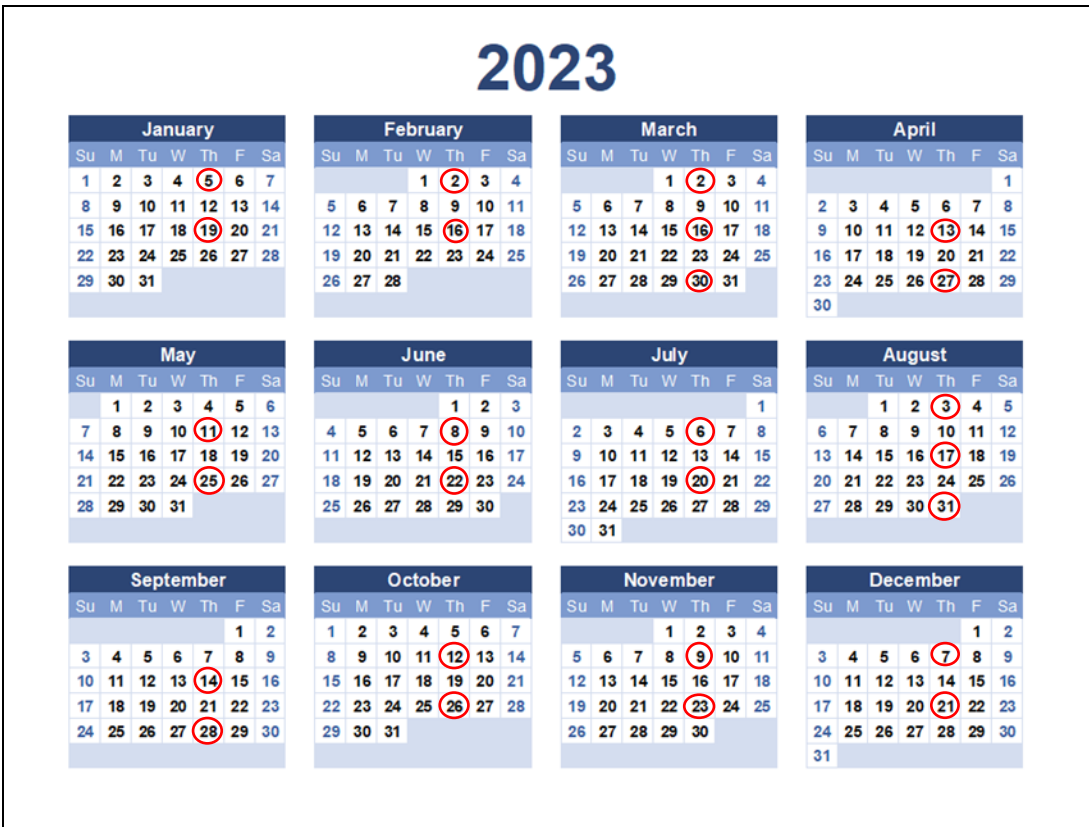 2023
January February March April
Su M Tu W Th F Sa Su M Tu W Th F Sa Su M Tu W Th F Sa Su M Tu W Th F Sa
1 2 3 4 5 6 7 1 2 3 4 1 2 3 4 1
8 9 10 11 12 13 14 5 6 7 8 9 10 11 5 6 7 8 9 10 11 2 3 4 5 6 7 8
15 16 17 18 19 20 21 12 13 14 15 16 17 18 12 13 14 15 16 17 18 9 10 11 12 13 14 15
22 23 24 25 26 27 28 19 20 21 22 23 24 25 19 20 21 22 23 24 25 16 17 18 19 20 21 22
29 30 31 26 27 28 26 27 28 29 30 31 23 24 25 26 27 28 29
30
May June July August
Su M Tu W Th F Sa Su M Tu W Th F Sa Su M Tu W Th F Sa Su M Tu W Th F Sa
1 2 3 4 5 6 1 2 3 1 1 2 3 4 5
7 8 9 10 11 12 13 4 5 6 7 8 9 10 2 3 4 5 6 7 8 6 7 8 9 10 11 12
14 15 16 17 18 19 20 11 12 13 14 15 16 17 9 10 11 12 13 14 15 13 14 15 16 17 18 19
21 22 23 24 25 26 27 18 19 20 21 22 23 24 16 17 18 19 20 21 22 20 21 22 23 24 25 26
28 29 30 31 25 26 27 28 29 30 23 24 25 26 27 28 29 27 28 29 30 31
30 31
September October November December
Su M Tu W Th F Sa Su M Tu W Th F Sa Su M Tu W Th F Sa Su M Tu W Th F Sa
1 2 1 2 3 4 5 6 7 1 2 3 4 1 2
3 4 5 6 7 8 9 8 9 10 11 12 13 14 5 6 7 8 9 10 11 3 4 5 6 7 8 9
10 11 12 13 14 15 16 15 16 17 18 19 20 21 12 13 14 15 16 17 18 10 11 12 13 14 15 16
17 18 19 20 21 22 23 22 23 24 25 26 27 28 19 20 21 22 23 24 25 17 18 19 20 21 22 23
24 25 26 27 28 29 30 29 30 31 26 27 28 29 30 24 25 26 27 28 29 30
31